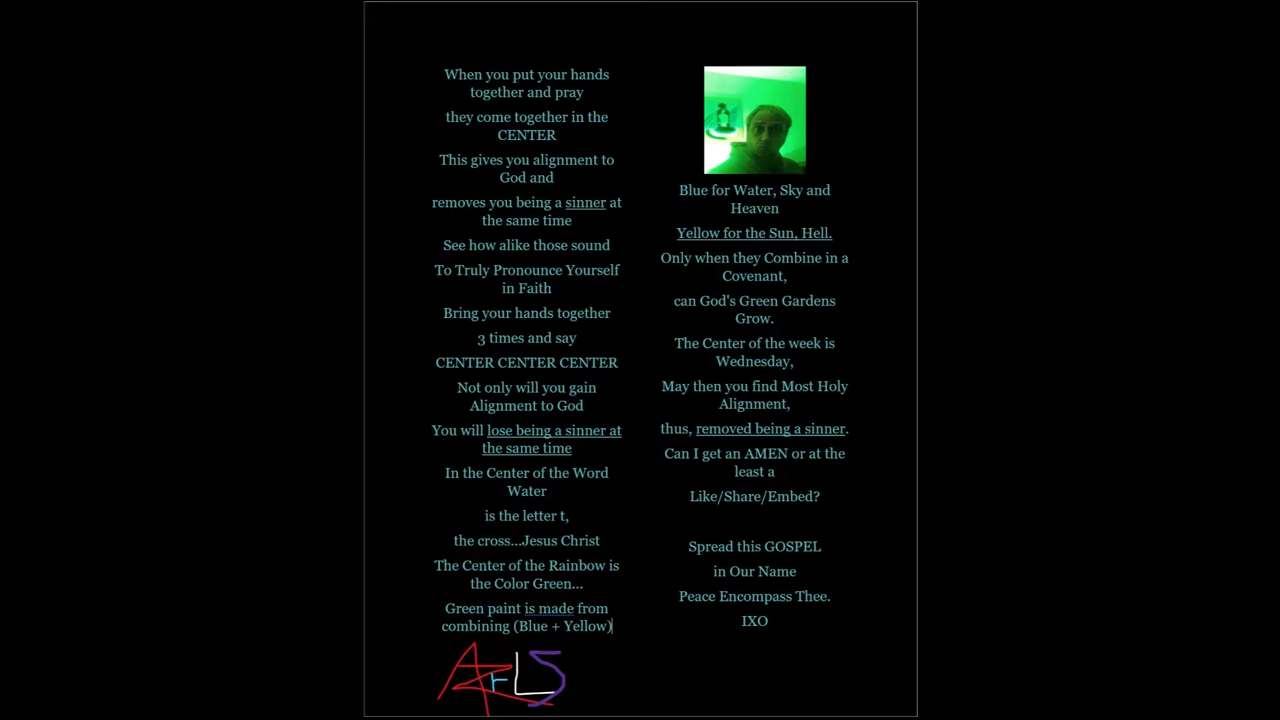 When you put your hands
together and pray
they come together in the
CENTER
This gives you alignment to
God and
removes you being a sinner at
the same time
See how alike those sound
To Truly Pronounce Yourself
in Faith
Bring your hands together
3 times and say
CENTER CENTER CENTER
Not only will you gain
Alignment to God
You will lose being a sinner at
the same time
In the Center of the Word
Water
is the letter t,
the cross...Jesus Christ
The Center of the Rainbow is
the Color Green...
Green paint is made from
combining (Blue + Yellow)
Blue for Water, Sky and
Heaven
Yellow for the Sun, Hell.
Only when they Combine in a
Covenant,
can God's Green Gardens
Grow.
The Center of the week is
Wednesday,
May then you find Most Holy
Alignment,
thus, removed being a sinner.
Can I get an AMEN or at the
least a
Like/Share/Embed?
Spread this GOSPEL
in Our Name
Peace Encompass Thee.
IXO